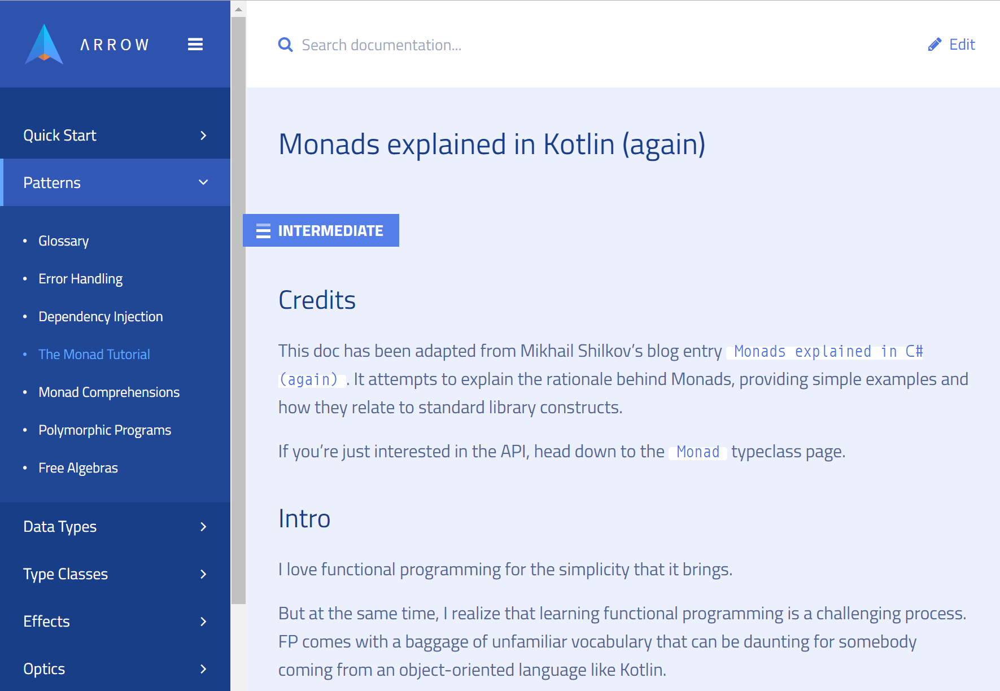 ARROW
Search documentation...
Edit
Quick Start
Patterns
• Glossary
• Error Handling
• Dependency Injection
• The Monad Tutorial
• Monad Comprehensions
• Polymorphic Programs
• Free Algebras
Data Types
Type Classes
Effects
Optics
Monads explained in Kotlin (again)
INTERMEDIATE
Credits
This doc has been adapted from Mikhail Shilkov’s blog entry Monads explained in C#
(again). It attempts to explain the rationale behind Monads, providing simple examples and
how they relate to standard library constructs.
If you’re just interested in the API, head down to the Monad typeclass page.
Intro
I love functional programming for the simplicity that it brings.
But at the same time, I realize that learning functional programming is a challenging process.
FP comes with a baggage of unfamiliar vocabulary that can be daunting for somebody
coming from an object-oriented language like Kotlin.